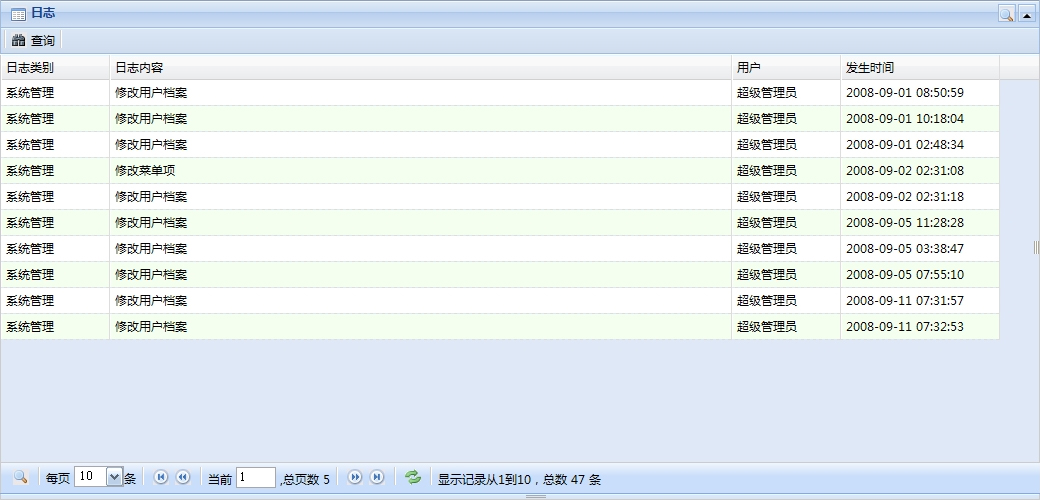 日志
查询
日志类别 日志内容 用户 发生时间
系统管理 修改用户档案 超级管理员 2008-09-01 08:50:59
系统管理 修改用户档案 超级管理员 2008-09-01 10:18:04
系统管理 修改用户档案 超级管理员 2008-09-01 02:48:34
系统管理 修改菜单项 超级管理员 2008-09-02 02:31:08
系统管理 修改用户档案 超级管理员 2008-09-02 02:31:18
系统管理 修改用户档案 超级管理员 2008-09-05 11:28:28
系统管理 修改用户档案 超级管理员 2008-09-05 03:38:47
系统管理 修改用户档案 超级管理员 2008-09-05 07:55:10
系统管理 修改用户档案 超级管理员 2008-09-11 07:31:57
系统管理 修改用户档案 超级管理员 2008-09-11 07:32:53
每页 10 条 当前 1 ,总页数 5 显示记录从1到10，总数 47 条